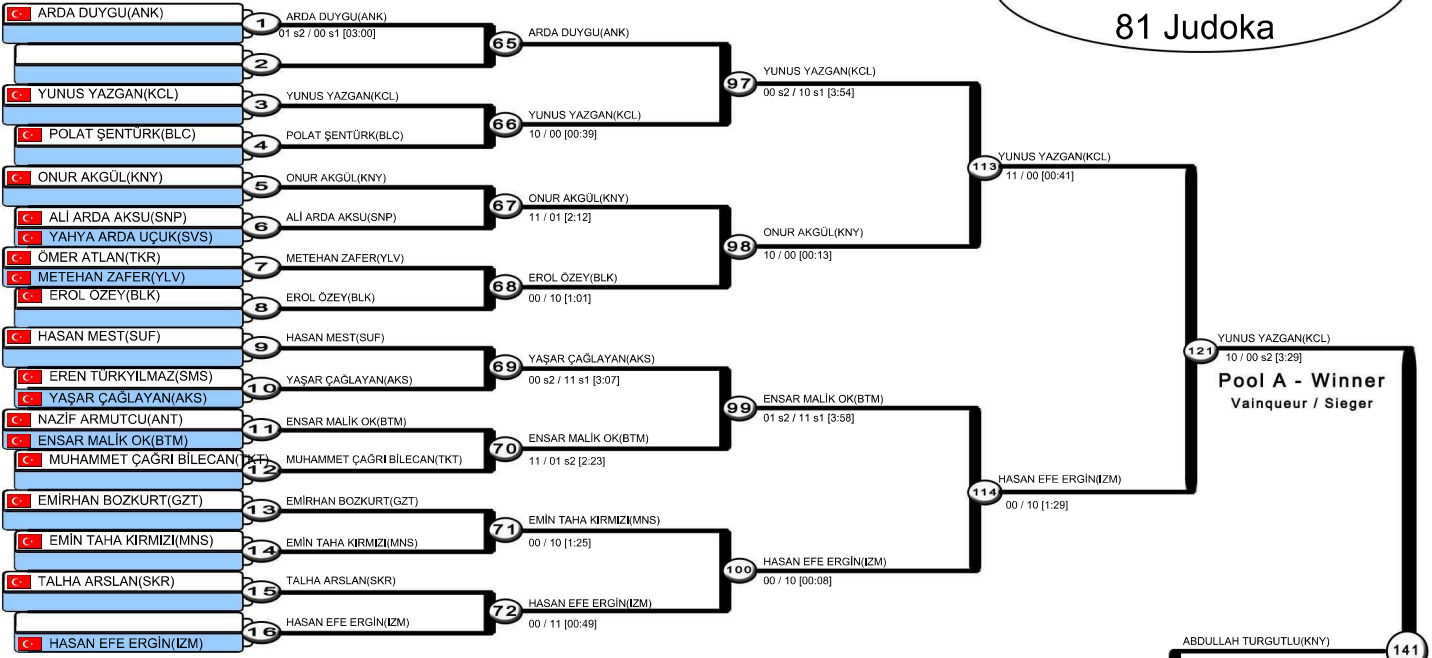 81 Judoka
ARDA DUYGU(ANK)
1
ARDA DUYGU(ANK)
01 s2 / 00 s1 [03:00]
65
ARDA DUYGU(ANK)
2
97
YUNUS YAZGAN(KCL)
00 s2 / 10 s1 [3:54]
YUNUS YAZGAN(KCL)
3
YUNUS YAZGAN(KCL)
66
YUNUS YAZGAN(KCL)
10 / 00 [00:39]
POLAT ŞENTÜRK(BLC)
4
POLAT ŞENTÜRK(BLC)
113
YUNUS YAZGAN(KCL)
11 / 00 [00:41]
ONUR AKGÜL(KNY)
5
ONUR AKGÜL(KNY)
67
ONUR AKGÜL(KNY)
11 / 01 [2:12]
ALİ ARDA AKSU(SNP)
YAHYA ARDA UÇUK(SVS)
6
ALİ ARDA AKSU(SNP)
98
ONUR AKGÜL(KNY)
10 / 00 [00:13]
ÖMER ATLAN(TKR)
METEHAN ZAFER(YLV)
7
METEHAN ZAFER(YLV)
68
EROL ÖZEY(BLK)
00 / 10 [1:01]
EROL ÖZEY(BLK)
8
EROL ÖZEY(BLK)
121
YUNUS YAZGAN(KCL)
10 / 00 s2 [3:29]
Pool A - Winner
Vainqueur / Sieger
HASAN MEST(SUF)
9
HASAN MEST(SUF)
69
YAŞAR ÇAĞLAYAN(AKS)
00 s2 / 11 s1 [3:07]
EREN TÜRKYILMAZ(SMS)
YAŞAR ÇAĞLAYAN(AKS)
10
YAŞAR ÇAĞLAYAN(AKS)
99
ENSAR MALİK OK(BTM)
01 s2 / 11 s1 [3:58]
NAZİF ARMUTCU(ANT)
ENSAR MALİK OK(BTM)
11
ENSAR MALİK OK(BTM)
70
ENSAR MALİK OK(BTM)
11 / 01 s2 [2:23]
MUHAMMET ÇAĞRI BİLECAN(TKT)
12
MUHAMMET ÇAĞRI BİLECAN(TKT)
114
HASAN EFE ERGİN(IZM)
00 / 10 [1:29]
EMİRHAN BOZKURT(GZT)
13
EMİRHAN BOZKURT(GZT)
71
EMİN TAHA KIRMIZI(MNS)
00 / 10 [1:25]
EMİN TAHA KIRMIZI(MNS)
14
EMİN TAHA KIRMIZI(MNS)
100
HASAN EFE ERGİN(IZM)
00 / 10 [00:08]
TALHA ARSLAN(SKR)
15
TALHA ARSLAN(SKR)
72
HASAN EFE ERGİN(IZM)
00 / 11 [00:49]
HASAN EFE ERGİN(IZM)
16
HASAN EFE ERGİN(IZM)
ABDULLAH TURGUTLU(KNY)
141